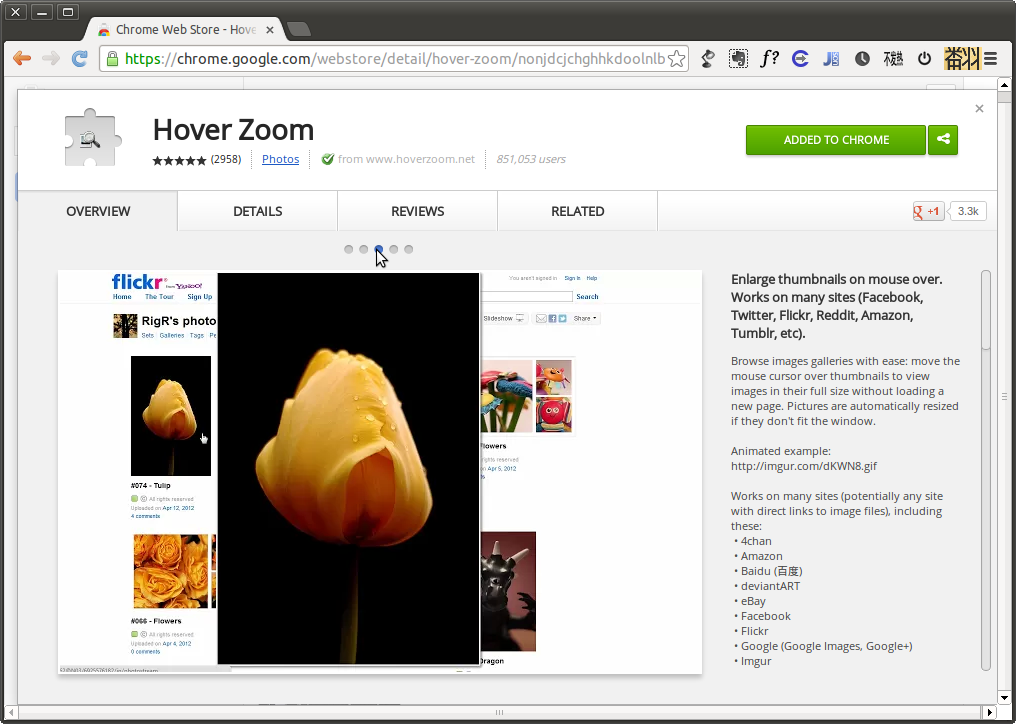 Chrome Web Store - Hove
https://chrome.google.com/webstore/detail/hover-zoom/nonjdcjchghhkdoolnlb
f?
Hover Zoom
(2958)
Photos
from www.hoverzoom.net
851,053 users
ADDED TO CHROME
OVERVIEW
DETAILS
REVIEWS
RELATED
+1
3.3k
flickr from YAHOO!
You aren't signed in Sign In Help
Home The Tour Sign Up
Search
RigR's photo
Slideshow
Share
Sets Galleries Tags Pe
#074 - Tulip
All rights reserved
Uploaded on Apr 12, 2012
4 comments
lowers
rights reserved
on Apr 5, 2012
#066 - Flowers
All rights reserved
Uploaded on Apr 4, 2012
0 comments
Dragon
Enlarge thumbnails on mouse over.
Works on many sites (Facebook,
Twitter, Flickr, Reddit, Amazon,
Tumblr, etc).
Browse images galleries with ease: move the
mouse cursor over thumbnails to view
images in their full size without loading a
new page. Pictures are automatically resized
if they don't fit the window.
Animated example:
http://imgur.com/dKWN8.gif
Works on many sites (potentially any site
with direct links to image files), including
these:
• 4chan
• Amazon
• Baidu (百度)
• deviantART
• eBay
• Facebook
• Flickr
• Google (Google Images, Google+)
• Imgur